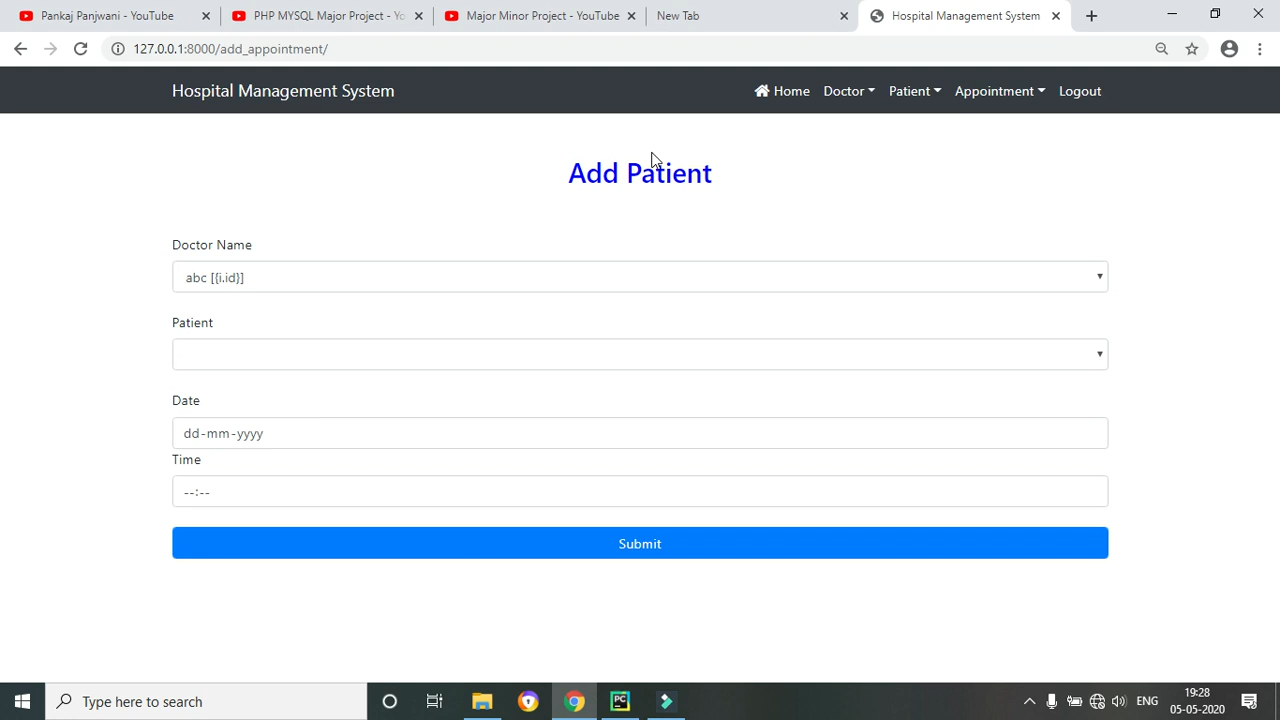 Pankaj Panjwani - YouTube
PHP MYSQL Major Project - Yo
Major Minor Project - YouTube
New Tab
Hospital Management System
127.0.0.1:8000/add_appointment/
Hospital Management System
Home
Doctor
Patient
Appointment
Logout
Add Patient
Doctor Name
abc [{i.id}]
Patient
Date
dd-mm-yyyy
Time
--:--
Submit
Type here to search
PC
ENG
19:28
05-05-2020